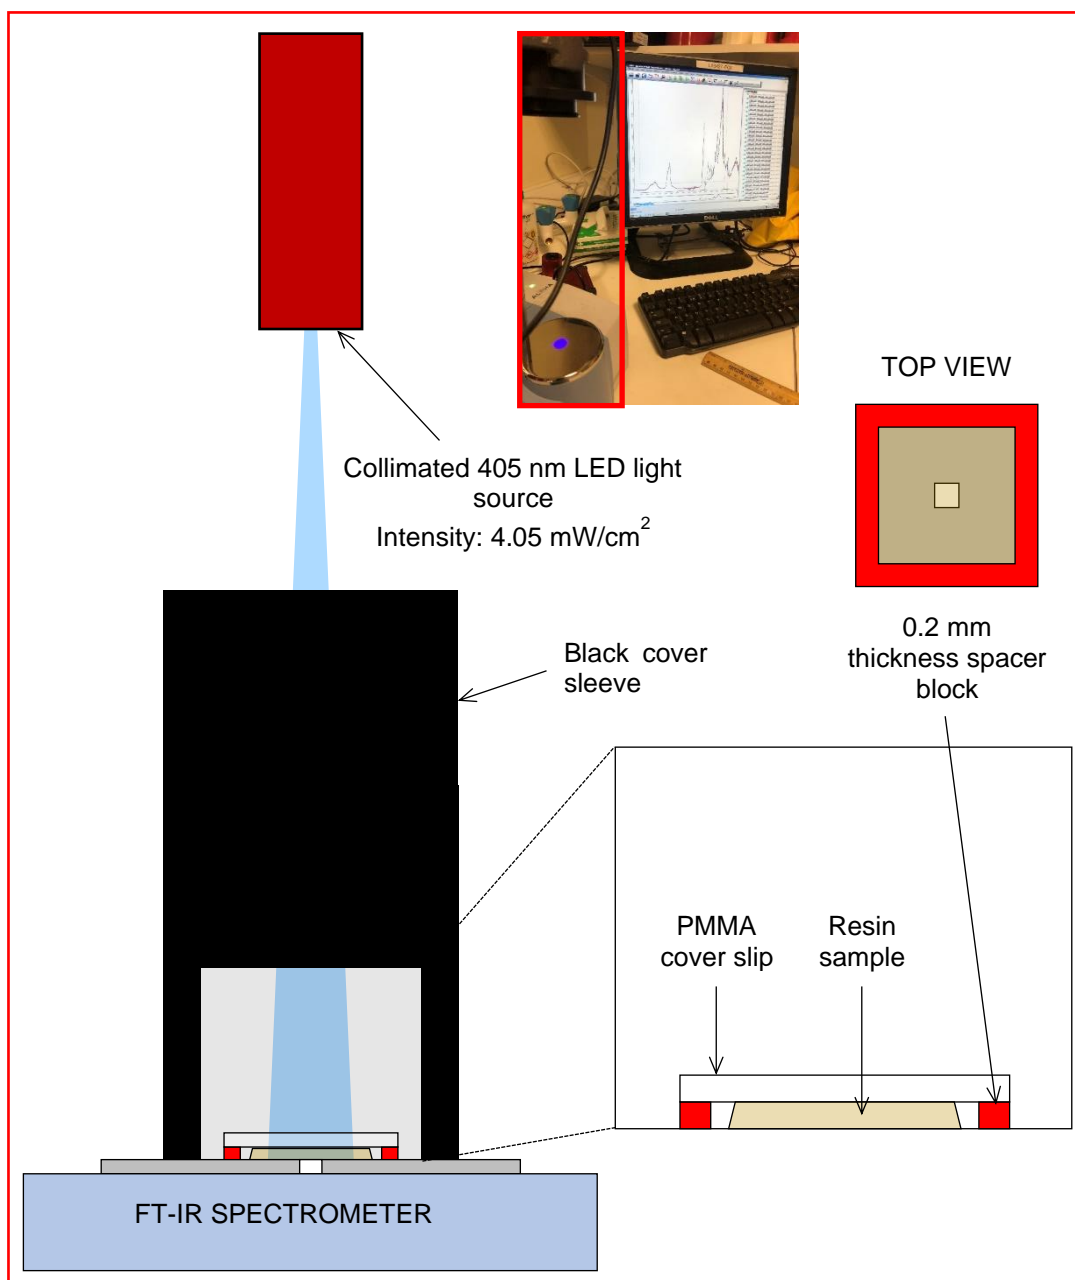 TOP VIEW
Collimated 405 nm LED light
source
Intensity: 4.05 mW/cm²
0.2 mm
thickness spacer
block
Black cover
sleeve
PMMA
cover slip
Resin
sample
FT-IR SPECTROMETER
DELL